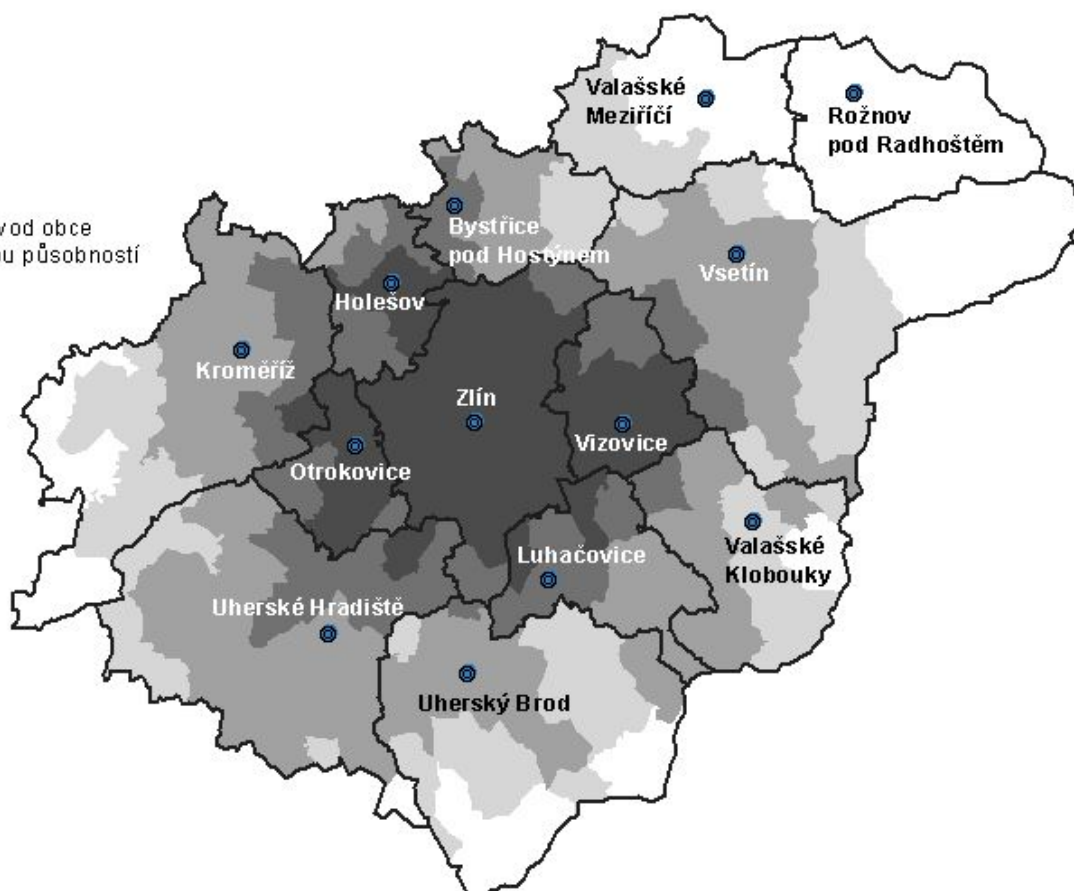 Valašské
Meziříčí
Rožnov
pod Radhoštěm
vod obce
u působností
Bystřice
pod Hostýnem
Vsetín
Holešov
Kroměříž
Zlín
Vizovice
Otrokovice
Luhačovice
Valašské
Klobouky
Uherské Hradiště
Uherský Brod